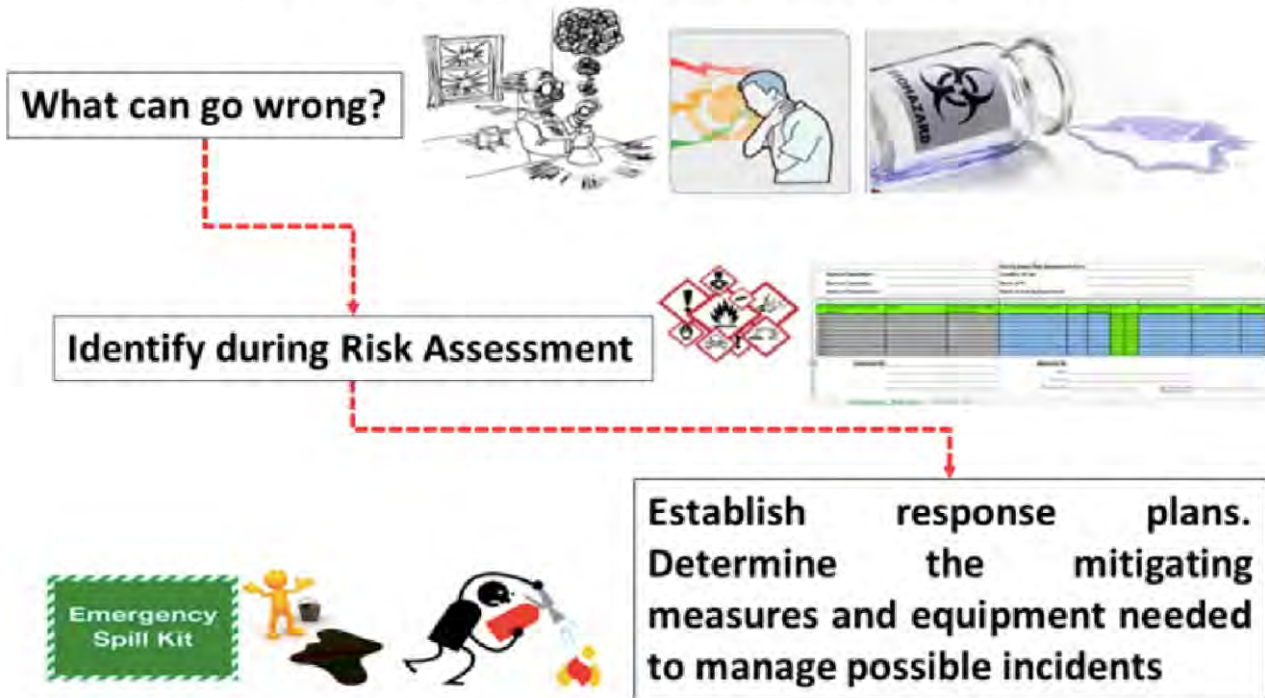 What can go wrong?
BIOHAZARD
Identify during Risk Assessment
Establish response plans.
Determine the mitigating
measures and equipment needed
to manage possible incidents
Emergency
Spill Kit